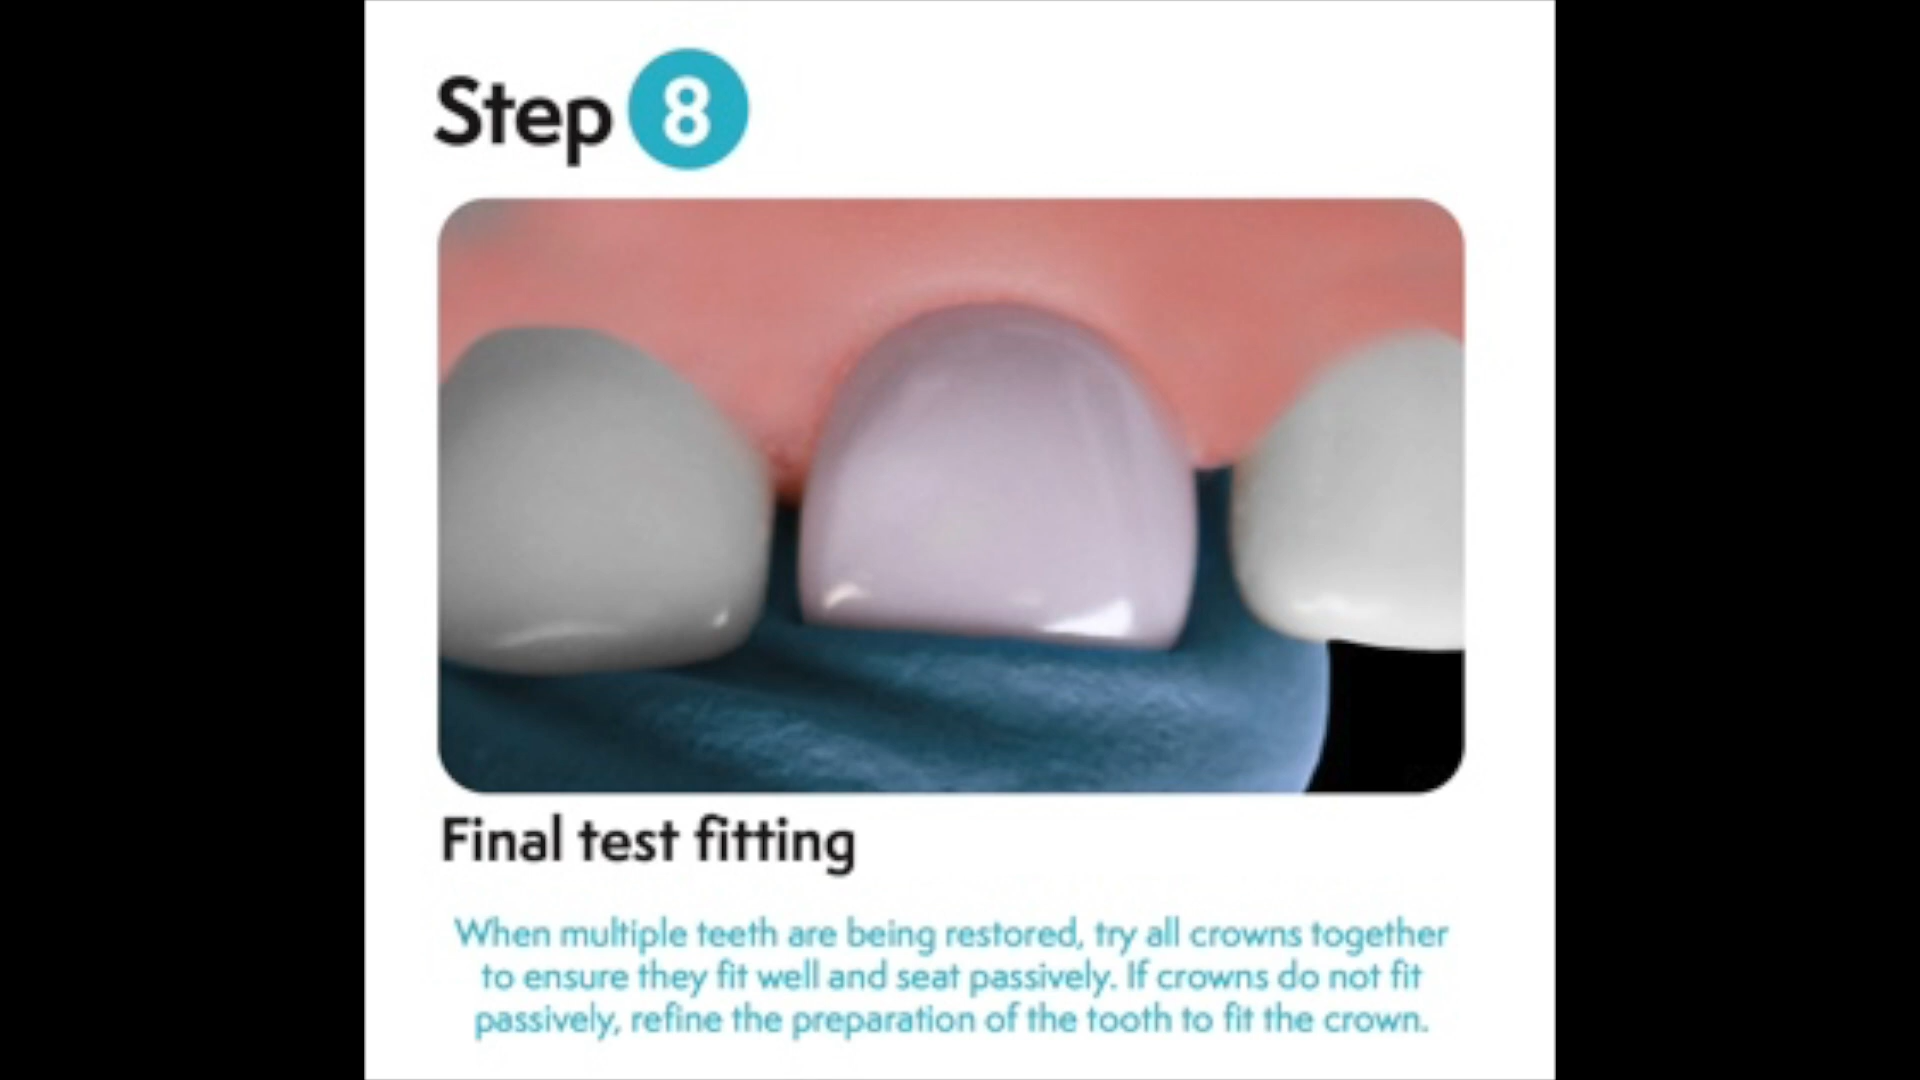 Step 8
Final test fitting
When multiple teeth are being restored, try all crowns together
to ensure they fit well and seat passively. If crowns do not fit
passively, refine the preparation of the tooth to fit the crown.